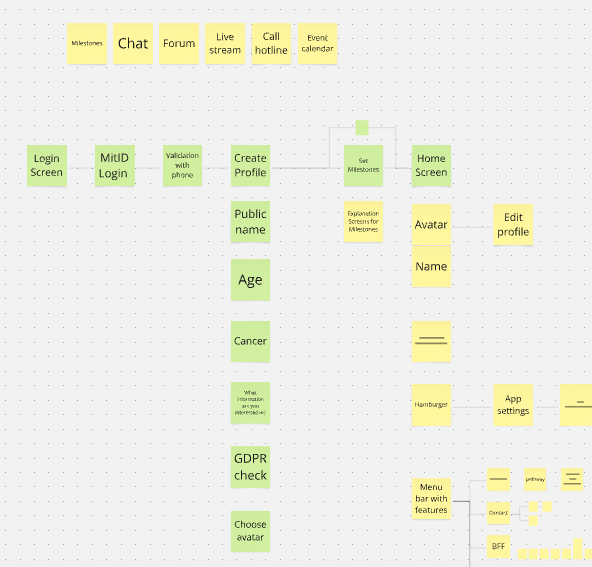 Milestones
Chat
Forum
Live
stream
Call
hotline
Event
calendar
Login
Screen
MitID
Login
Validation
with
phone
Create
Profile
Set
Milestones
Home
Screen
Public
name
Explanation
Screens for
Milestones
Avatar
Edit
profile
Name
Age
Cancer
What
information
are you
interested in?
Hamburger
App
settings
GDPR
check
Menu
bar with
features
pathway
Contact
Choose
avatar
BFF